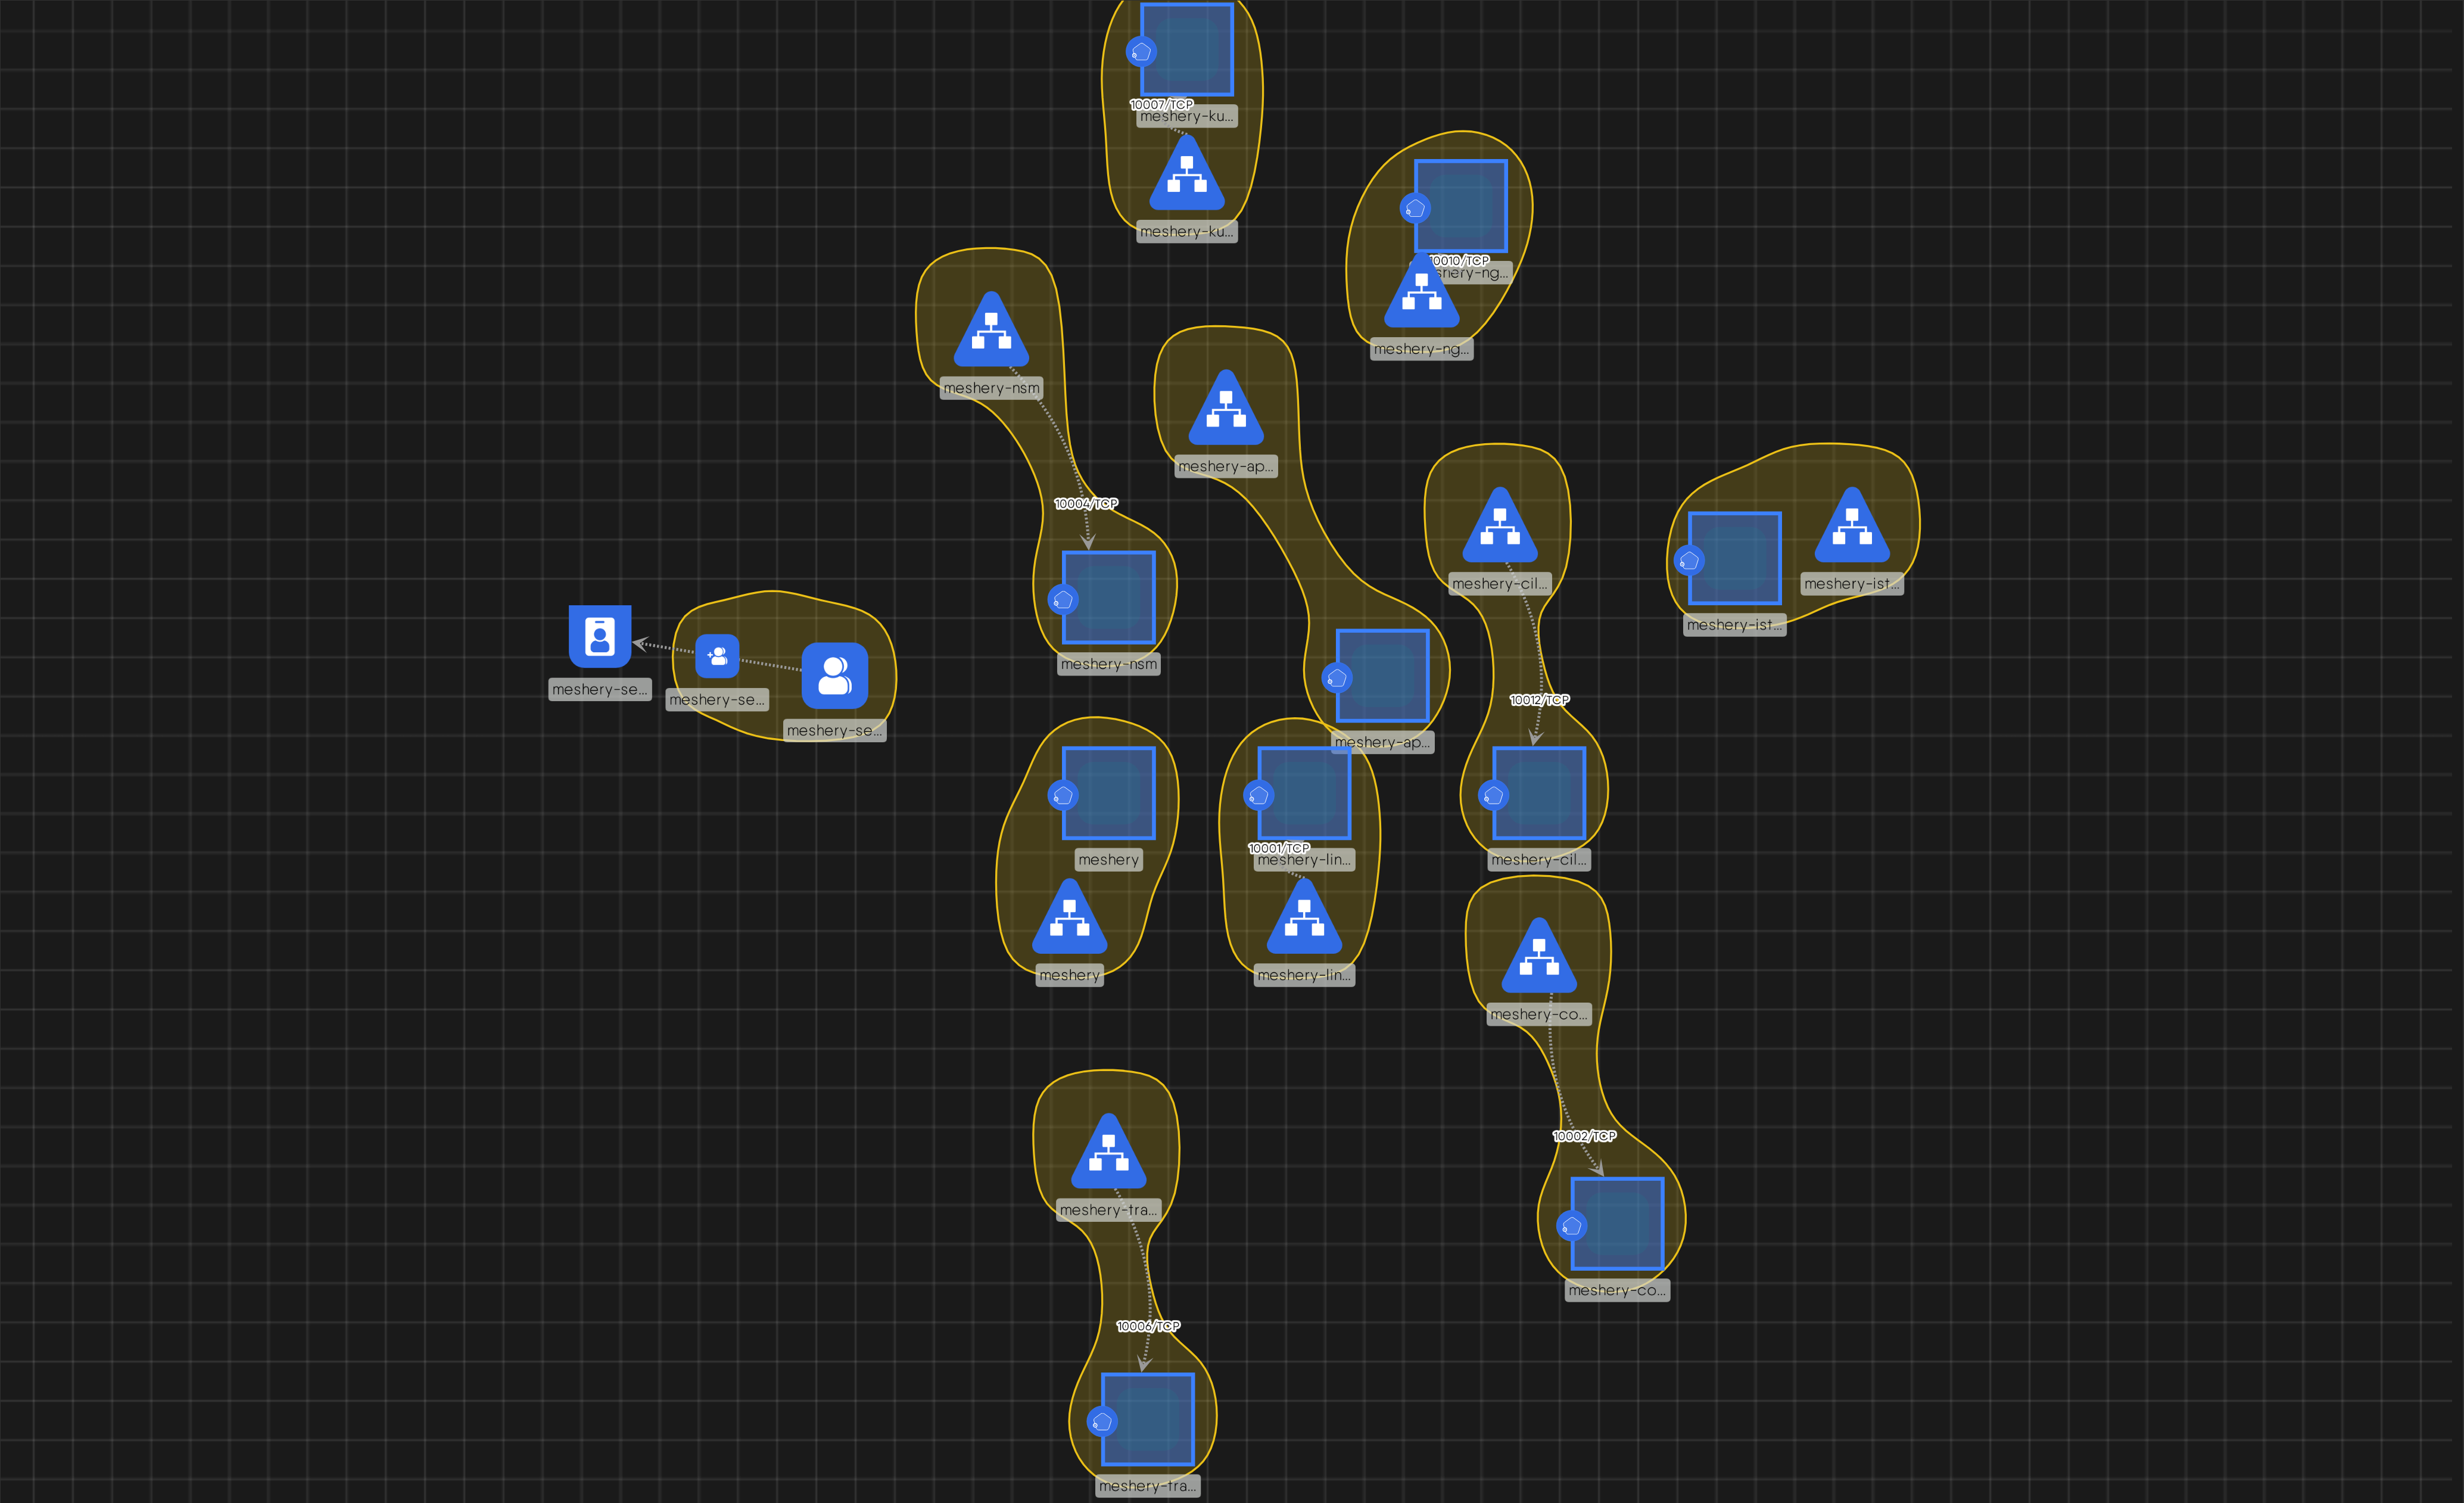 10007/TCP
meshery-ku...
meshery-ku...
10010/TCP
meshery-ng...
meshery-nsm
10004/TCP
meshery-nsm
meshery-ap...
meshery-ap...
meshery-cil...
10012/TCP
meshery-cil...
meshery-ist...
meshery-ist...
meshery-se...
meshery-se...
meshery-se...
meshery
meshery
10001/TCP
meshery-lin...
meshery-lin...
meshery-co...
10002/TCP
meshery-co...
meshery-tra...
10006/TCP
meshery-tra...